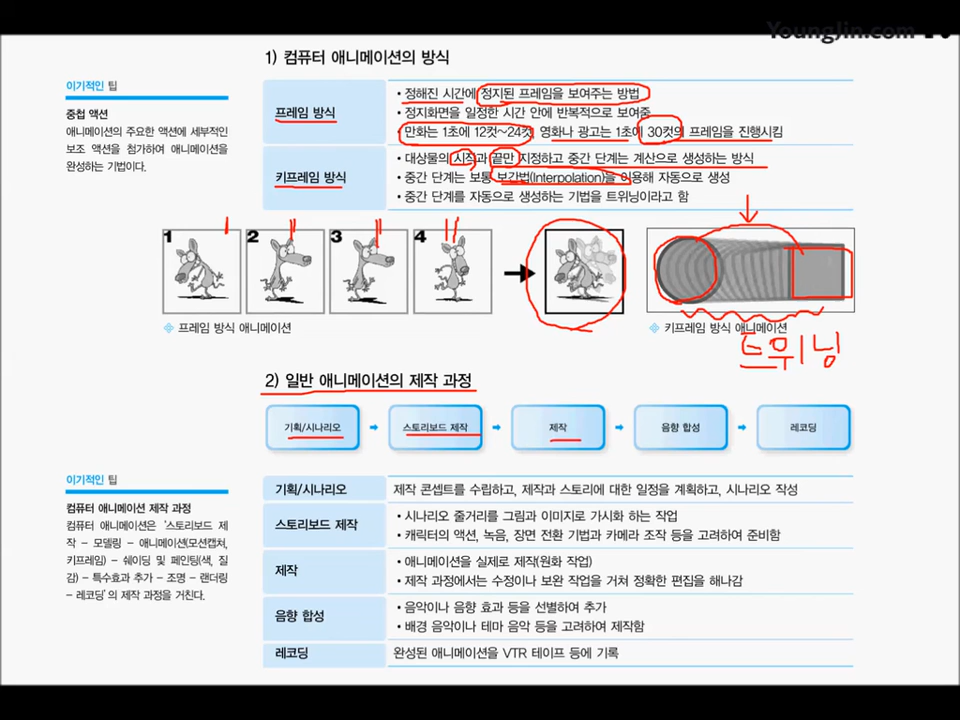 YoungJin.com
1) 컴퓨터 애니메이션의 방식
이기적인 팁
중첩 액션
애니메이션의 주요한 액션에 세부적인
보조 액션을 첨가하여 애니메이션을
완성하는 기법이다.
프레임 방식
• 정해진 시간에 정지된 프레임을 보여주는 방법
• 정지화면을 일정한 시간 안에 반복적으로 보여줌
• 만화는 1초에 12컷~24컷, 영화나 광고는 1초에 30컷의 프레임을 진행시킴
키프레임 방식
• 대상물의 시작과 끝만 지정하고 중간 단계는 계산으로 생성하는 방식
• 중간 단계는 보통 보간법(Interpolation)을 이용해 자동으로 생성
• 중간 단계를 자동으로 생성하는 기법을 트위닝이라고 함
1 2 3 4
프레임 방식 애니메이션
키프레임 방식 애니메이션
트위닝
2) 일반 애니메이션의 제작 과정
기획/시나리오 스토리보드 제작 제작 음향 합성 레코딩
이기적인 팁
컴퓨터 애니메이션 제작 과정
컴퓨터 애니메이션은 '스토리보드 제
작 – 모델링 – 애니메이션(모션캡쳐,
키프레임) – 쉐이딩 및 페인팅(색, 질
감) – 특수효과 추가 – 조명 – 랜더링
– 레코딩'의 제작 과정을 거친다.
기획/시나리오
제작 콘셉트를 수립하고, 제작과 스토리에 대한 일정을 계획하고, 시나리오 작성
스토리보드 제작
• 시나리오 줄거리를 그림과 이미지로 가시화 하는 작업
• 캐릭터의 액션, 녹음, 장면 전환 기법과 카메라 조작 등을 고려하여 준비함
제작
• 애니메이션을 실제로 제작(원화 작업)
• 제작 과정에서는 수정이나 보완 작업을 거쳐 정확한 편집을 해나감
음향 합성
• 음악이나 음향 효과 등을 선별하여 추가
• 배경 음악이나 테마 음악 등을 고려하여 제작함
레코딩
완성된 애니메이션을 VTR 테이프 등에 기록